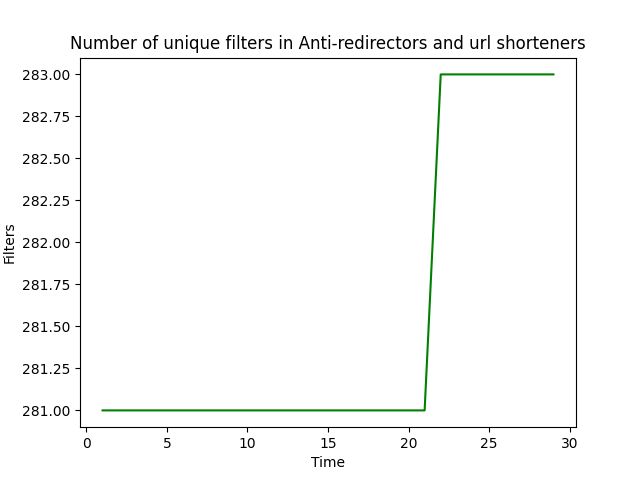 Number of unique filters in Anti-redirectors and url shorteners
283.00
282.75
282.50
282.25
282.00
281.75
281.50
281.25
281.00
Filters
0 5 10 15 20 25 30
Time